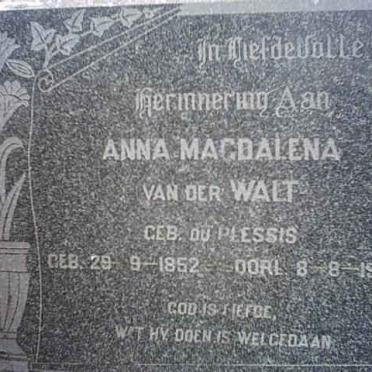 In Liefdevolle
Herinnering Aan
ANNA MAGDALENA
VAN DER WALT
GEB. DU PLESSIS
GEB. 29-9-1852 OORL. 8-8-19
GOD IS LIEFDE,
WAT HY DOEN IS WELGEDAAN